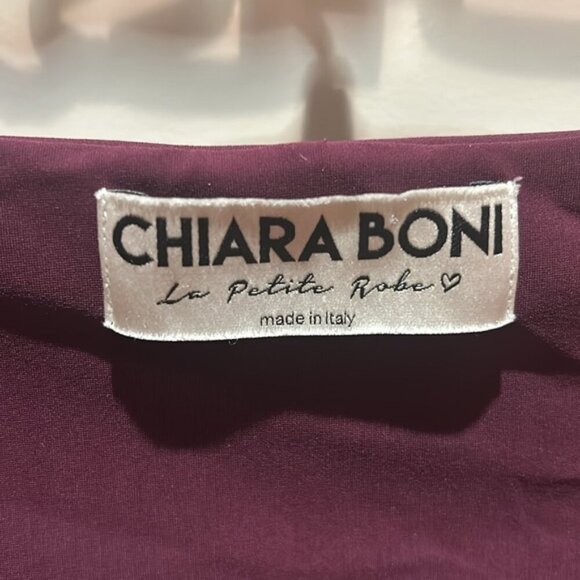 CHIARA BONI
La Petite Robe ♡
made in Italy